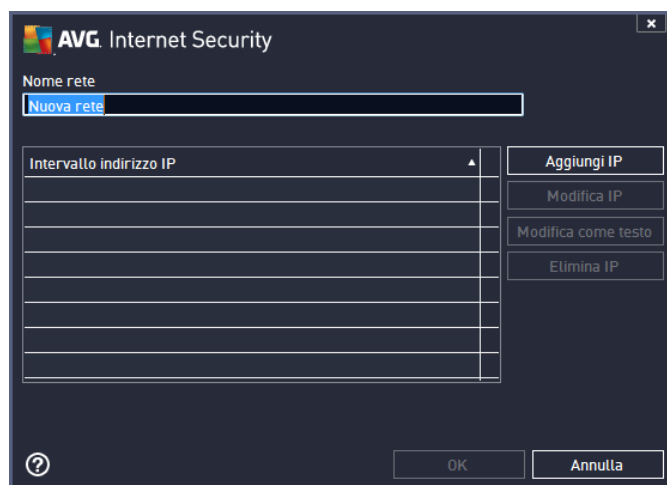 AVG. Internet Security
x
Nome rete
Nuova rete
Intervallo indirizzo IP
Aggiungi IP
Modifica IP
Modifica come testo
Elimina IP
?
OK
Annulla